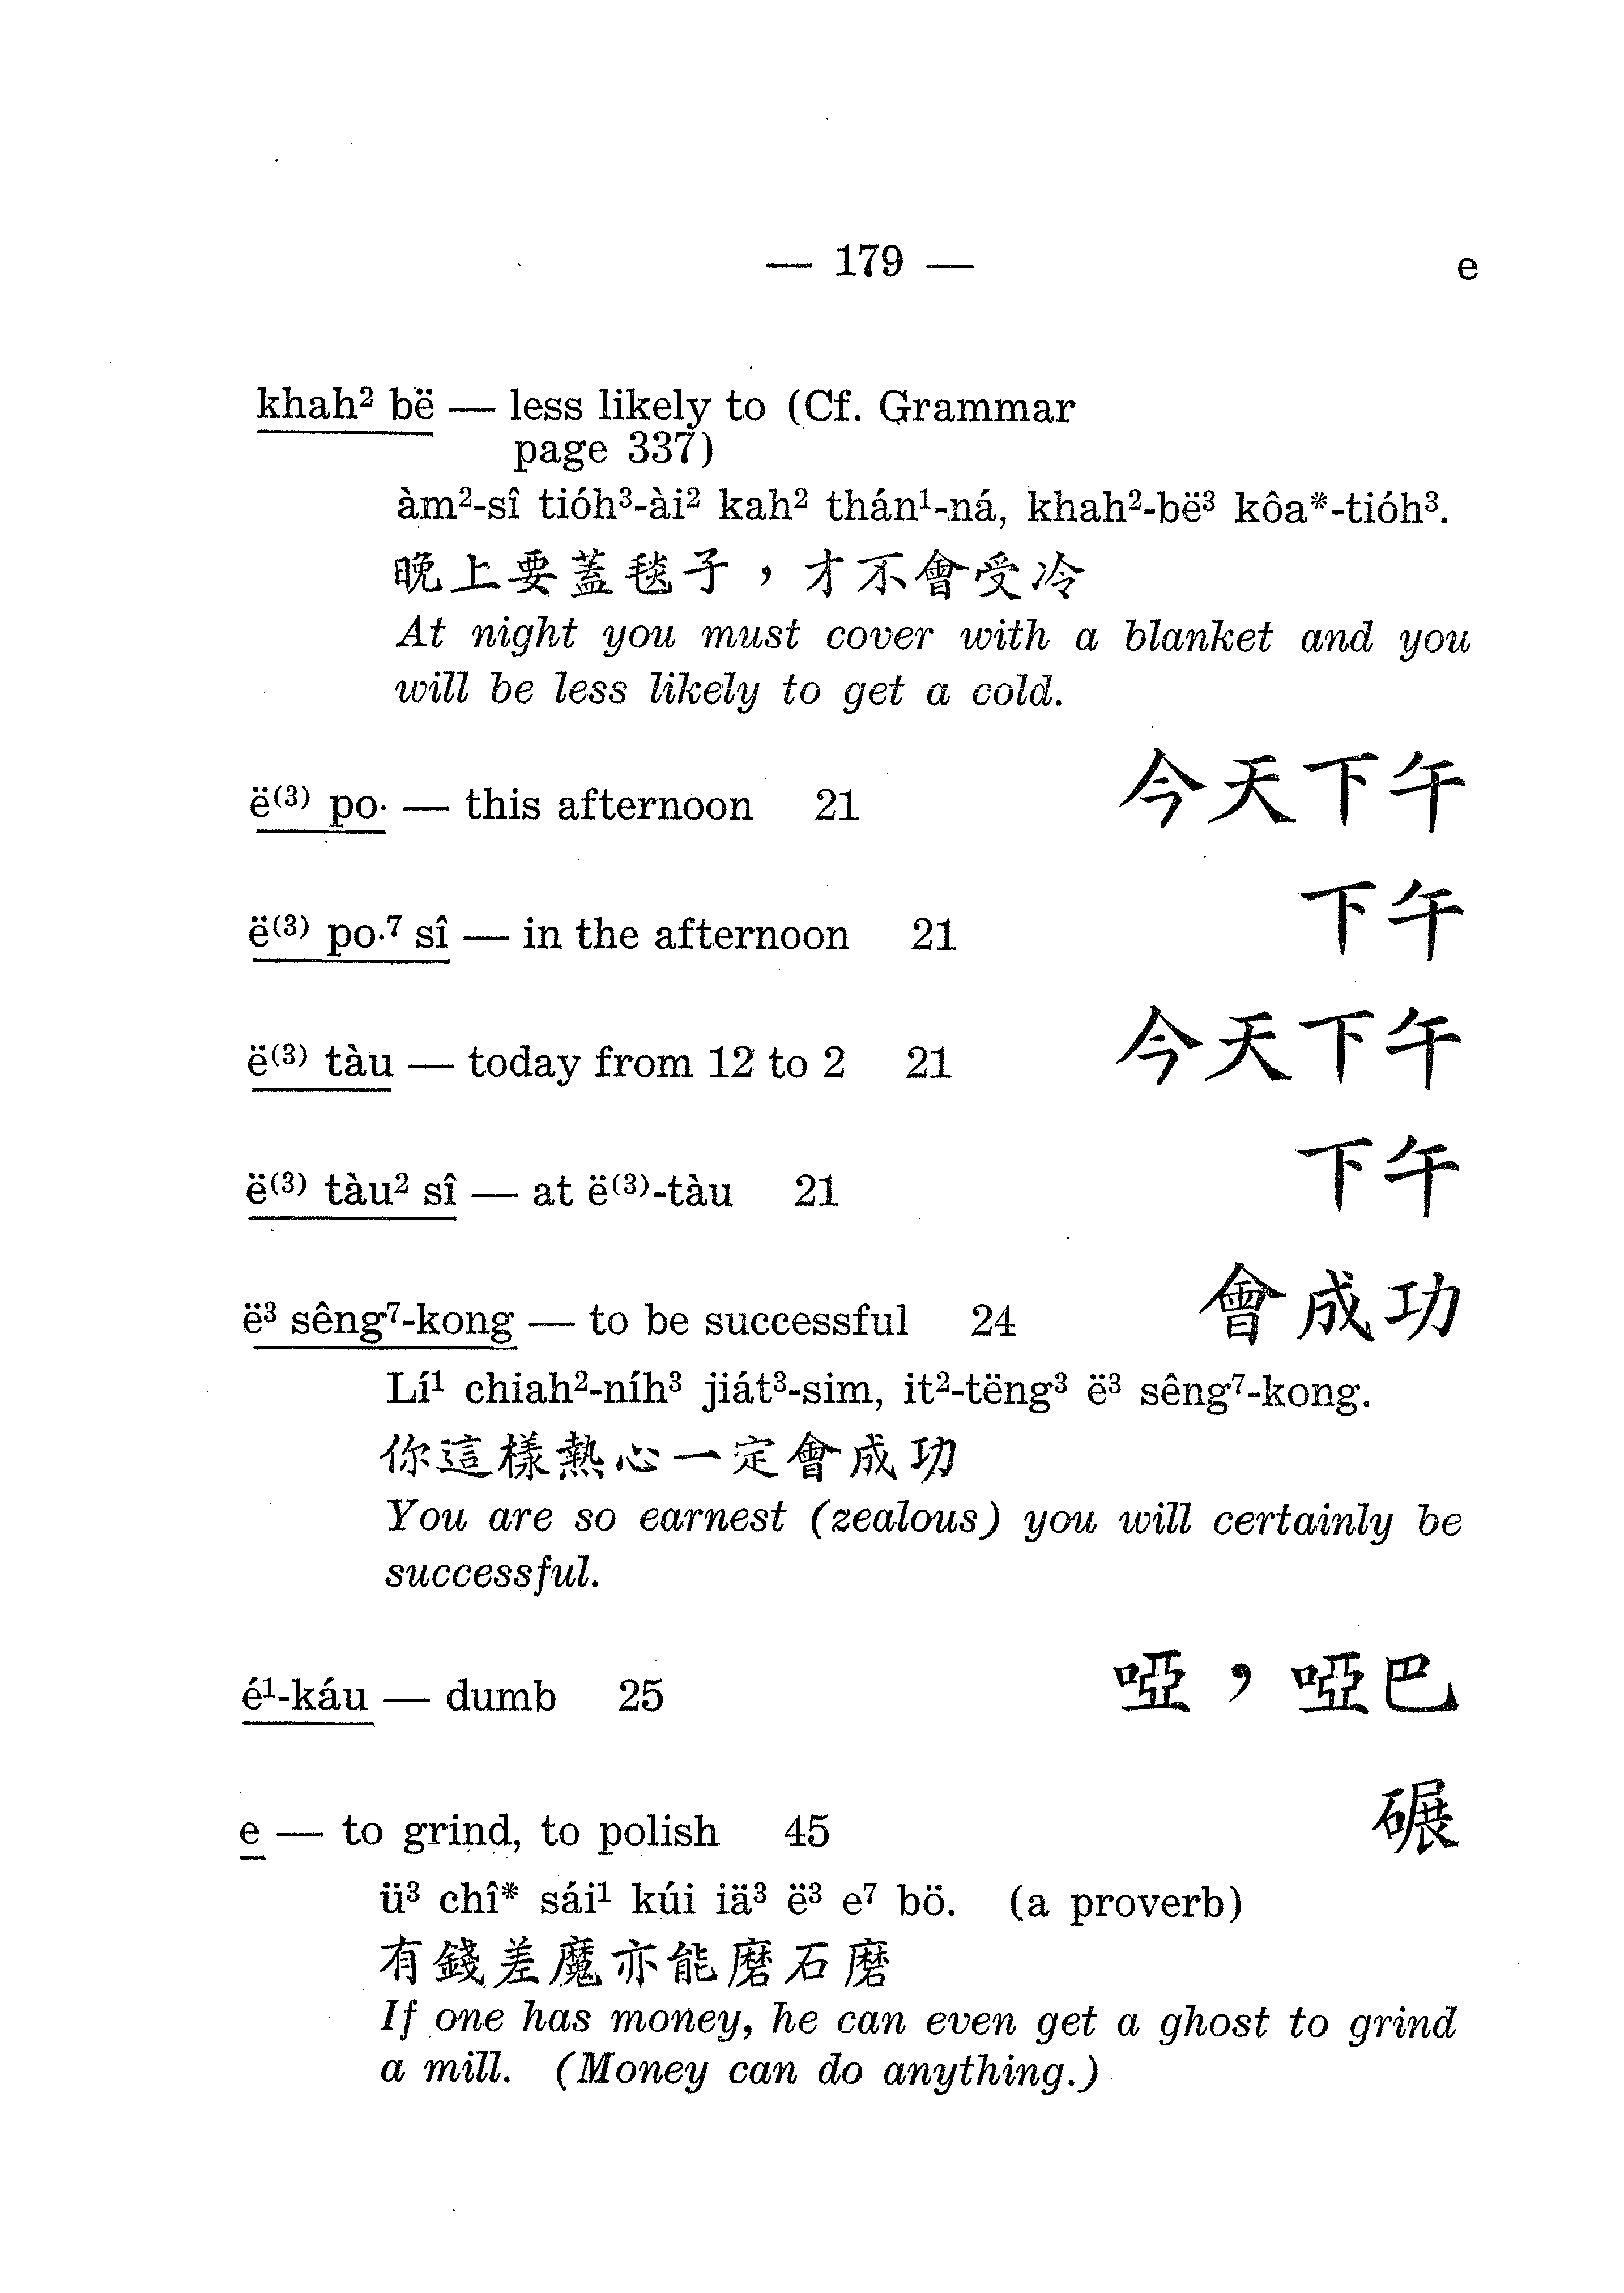 — 179 — e
khah² bë — less likely to (Cf. Grammar
page 337)
àm²-sî tióh³-ài² kah² thán¹-ná, khah²-bë³ kôa*-tióh³.
晚上要蓋毯子，才不會受冷
At night you must cover with a blanket and you
will be less likely to get a cold.
ë⁽³⁾ po· — this afternoon 21 今天下午
ë⁽³⁾ po·⁷ sî — in the afternoon 21 下午
ë⁽³⁾ tàu — today from 12 to 2 21 今天下午
ë⁽³⁾ tàu² sî — at ë⁽³⁾-tàu 21 下午
ë³ sêng⁷-kong — to be successful 24 會成功
Lí¹ chiah²-níh³ jiát³-sim, it²-tëng³ ë³ sêng⁷-kong.
你這樣熱心一定會成功
You are so earnest (zealous) you will certainly be
successful.
é¹-káu — dumb 25 啞，啞巴
e — to grind, to polish 45 碾
ü³ chî* sái¹ kúi iä³ ë³ e⁷ bö. (a proverb)
有錢差魔亦能磨石磨
If one has money, he can even get a ghost to grind
a mill. (Money can do anything.)